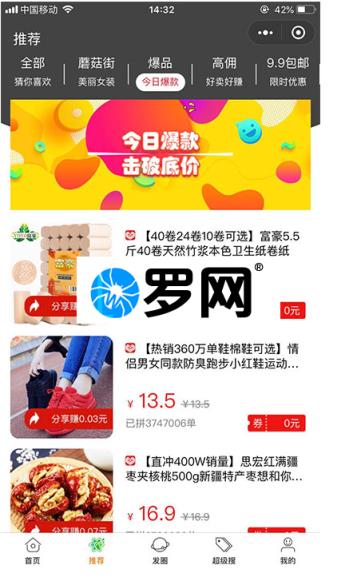 中国移动
14:32
42%
推荐
全部 蘑菇街 爆品 高佣 9.9包邮
猜你喜欢 美丽女装 今日爆款 好卖好赚 限时优惠
今日爆款
击破底价
【40卷24卷10卷可选】富豪5.5
斤40卷天然竹浆本色卫生纸卷纸
富豪
罗网®
分享赚
0元
【热销360万单鞋棉鞋可选】情
侣男女同款防臭跑步小红鞋运动...
¥ 13.5 ¥13.5
分享赚0.03元
已拼3747006单
券 0元
【直冲400W销量】思宏红满疆
枣夹核桃500g新疆特产枣想和你...
¥ 16.9 ¥16.9
分享赚0.07元
首页 推荐 发圈 超级搜 我的